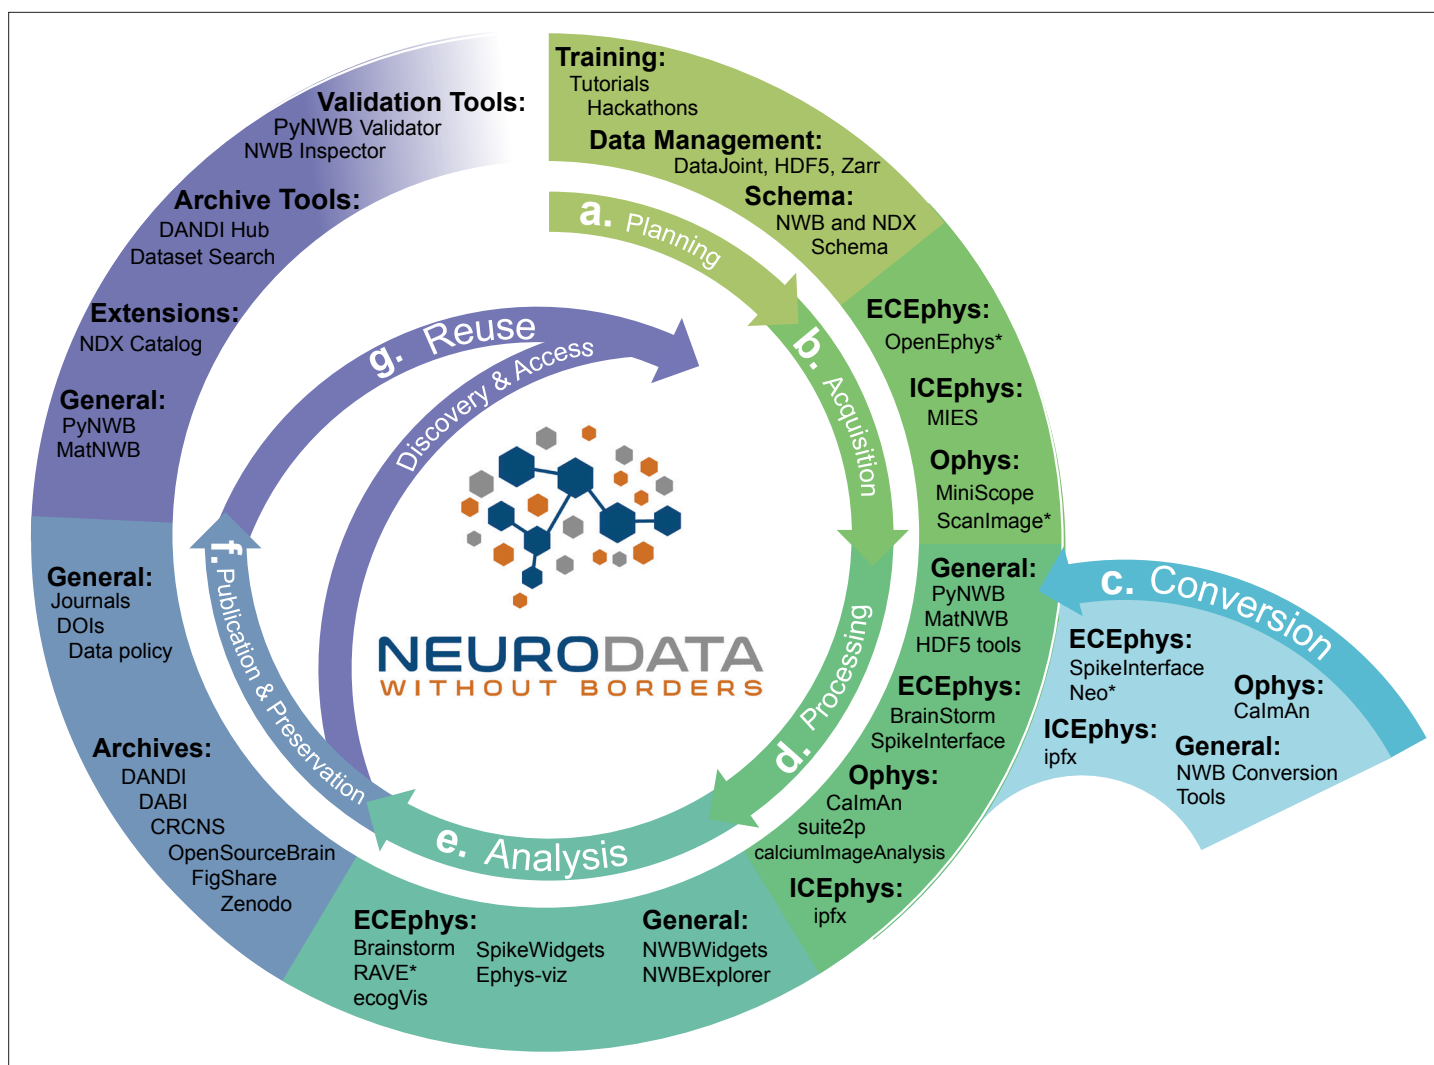 Training:
Tutorials
Hackathons
Data Management:
DataJoint, HDF5, Zarr
Schema:
NWB and NDX
Schema
a. Planning
ECEphys:
OpenEphys*
ICEphys:
MIES
Ophys:
MiniScope
ScanImage*
b. Acquisition
c. Conversion
ECEphys:
SpikeInterface
Neo*
Ophys:
CaImAn
ICEphys:
ipfx
General:
NWB Conversion
Tools
General:
PyNWB
MatNWB
HDF5 tools
ECEphys:
BrainStorm
SpikeInterface
Ophys:
CaImAn
suite2p
calciumImageAnalysis
ICEphys:
ipfx
d. Processing
e. Analysis
ECEphys:
Brainstorm
RAVE*
ecogVis
SpikeWidgets
Ephys-viz
General:
NWBWidgets
NWBExplorer
f. Publication & Preservation
General:
Journals
DOIs
Data policy
Archives:
DANDI
DABI
CRCNS
OpenSourceBrain
FigShare
Zenodo
g. Reuse
Discovery & Access
Validation Tools:
PyNWB Validator
NWB Inspector
Archive Tools:
DANDI Hub
Dataset Search
Extensions:
NDX Catalog
General:
PyNWB
MatNWB
NEURODATA
WITHOUT BORDERS